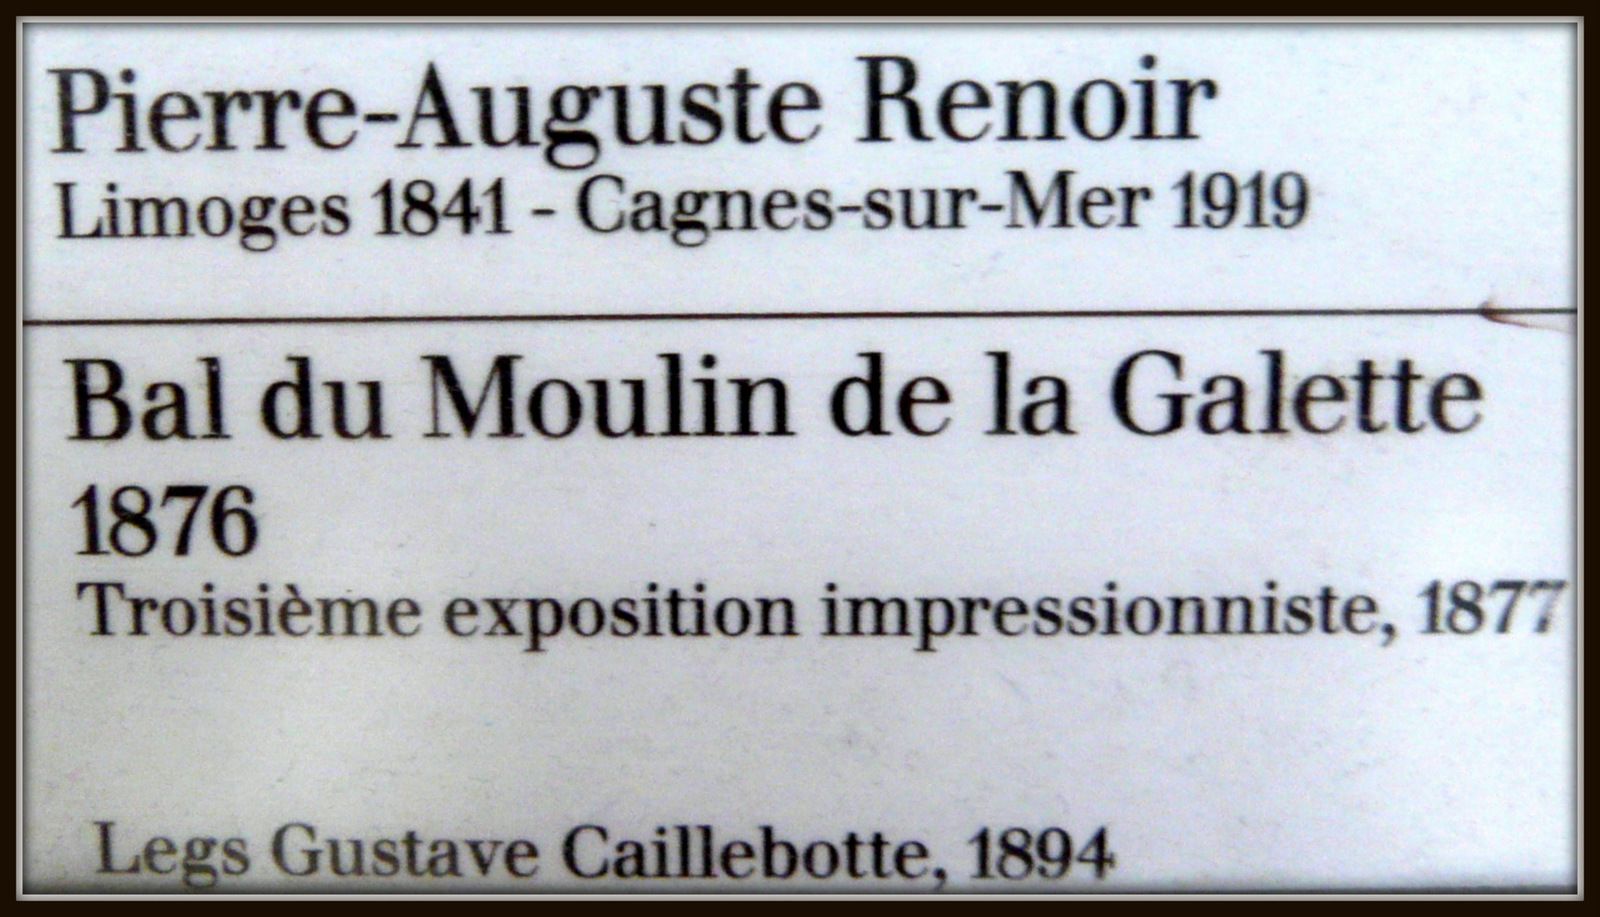 Pierre-Auguste Renoir
Limoges 1841 - Cagnes-sur-Mer 1919
Bal du Moulin de la Galette
1876
Troisième exposition impressionniste, 1877
Legs Gustave Caillebotte, 1894